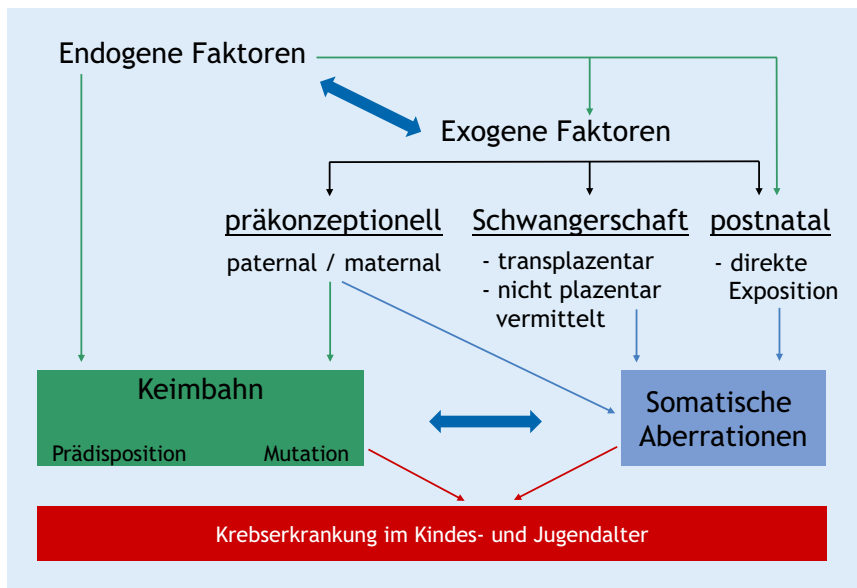 Endogene Faktoren
Exogene Faktoren
präkonzeptionell
paternal / maternal
Schwangerschaft
- transplazentar
- nicht plazentar
vermittelt
postnatal
- direkte
Exposition
Keimbahn
Prädisposition
Mutation
Somatische
Aberrationen
Krebserkrankung im Kindes- und Jugendalter